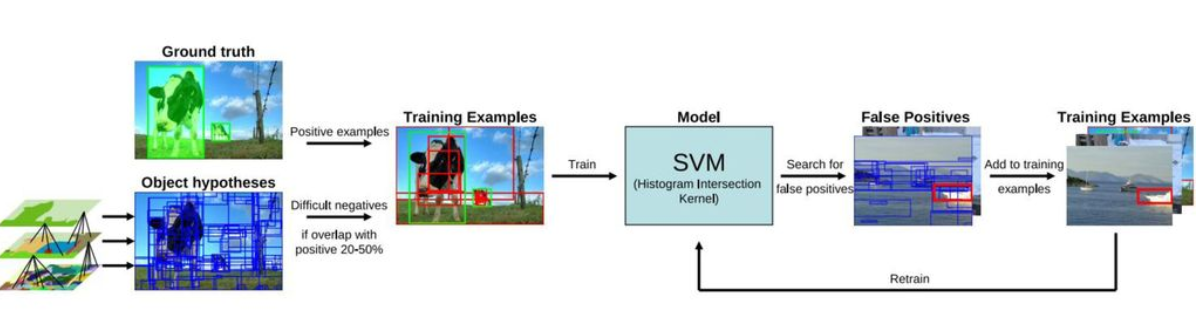 Ground truth
Positive examples
Object hypotheses
Difficult negatives
if overlap with
positive 20-50%
Training Examples
Train
Model
SVM
(Histogram Intersection
Kernel)
Search for
false positives
False Positives
Add to training
examples
Training Examples
Retrain